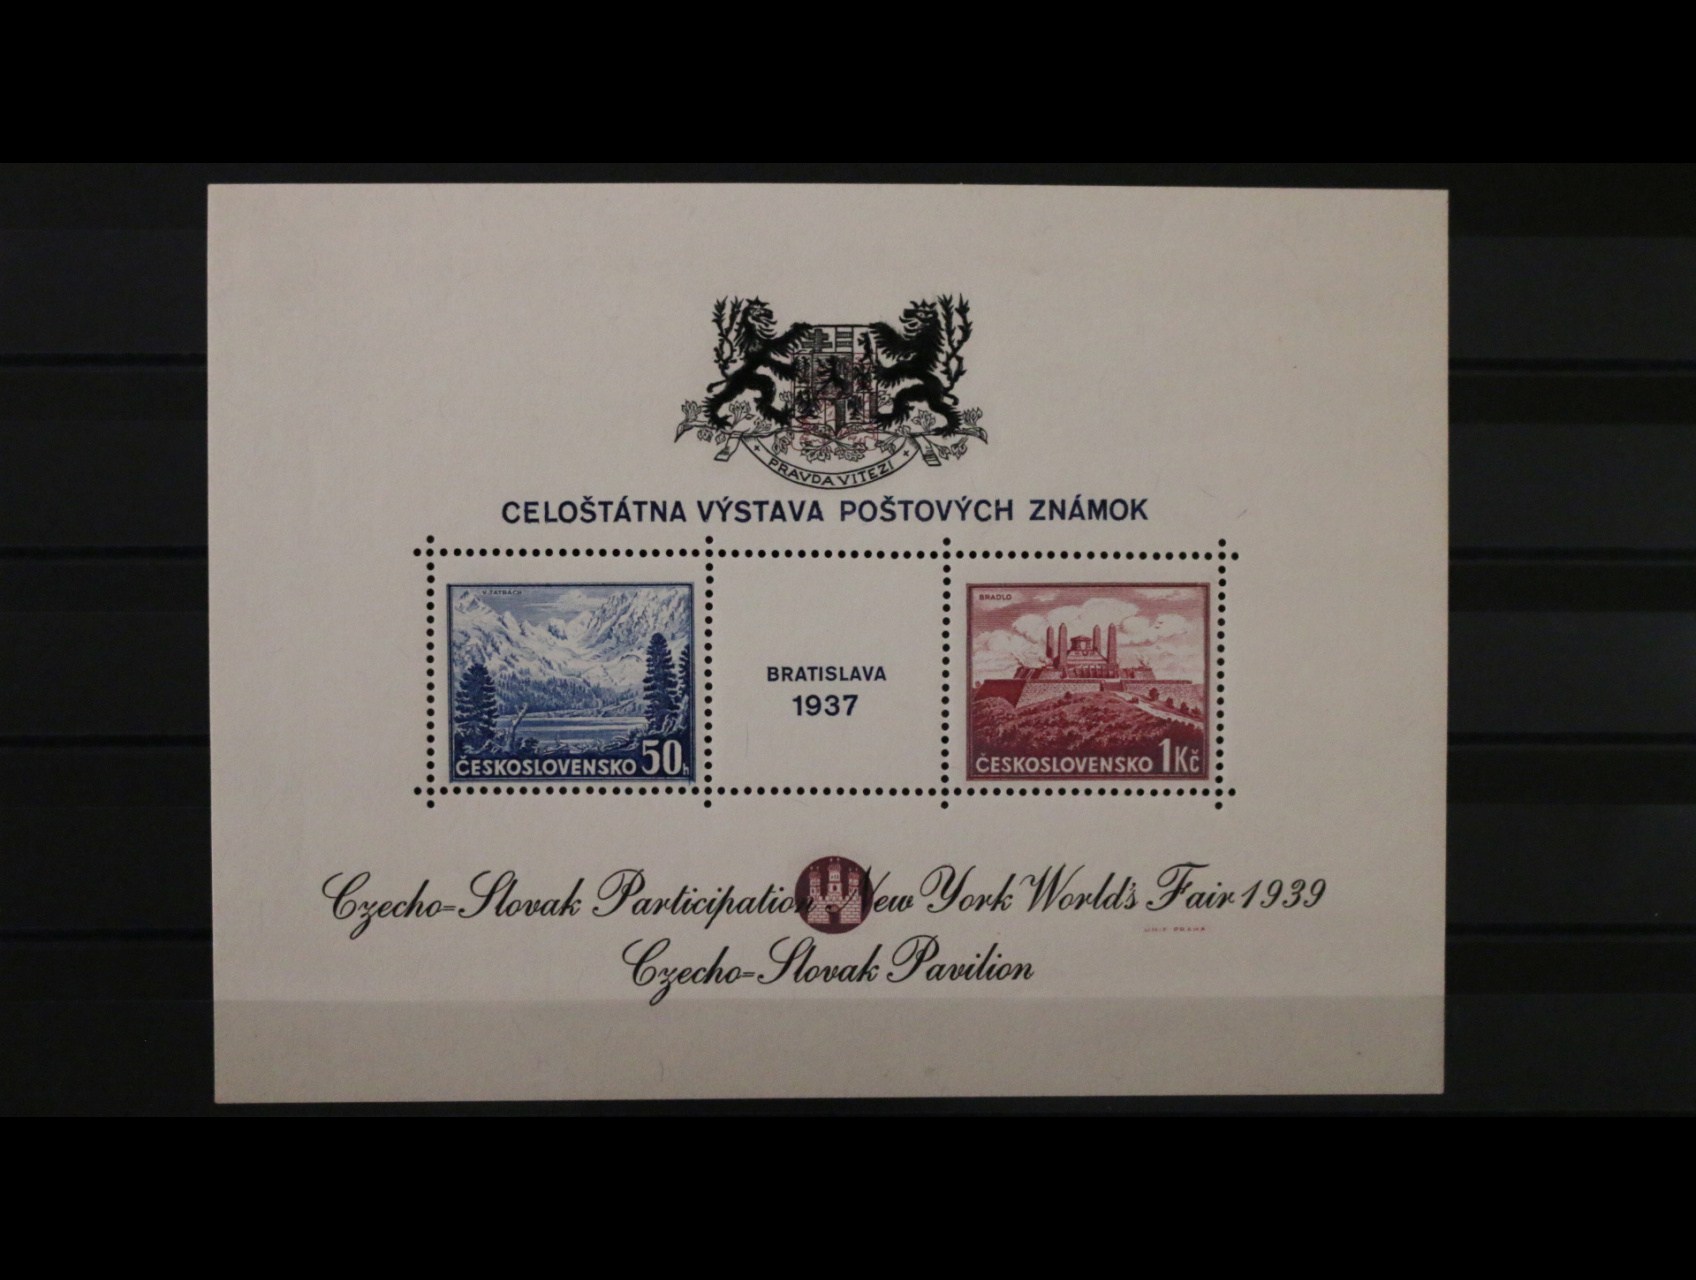 PRAVDA VÍTĚZÍ
CELOŠTÁTNA VÝSTAVA POŠTOVÝCH ZNÁMOK
V TATRÁCH
ČESKOSLOVENSKO 50h
BRATISLAVA
1937
BRADLO
ČESKOSLOVENSKO 1Kč
Czecho=Slovak Participation New York World's Fair 1939
Czecho=Slovak Pavilion